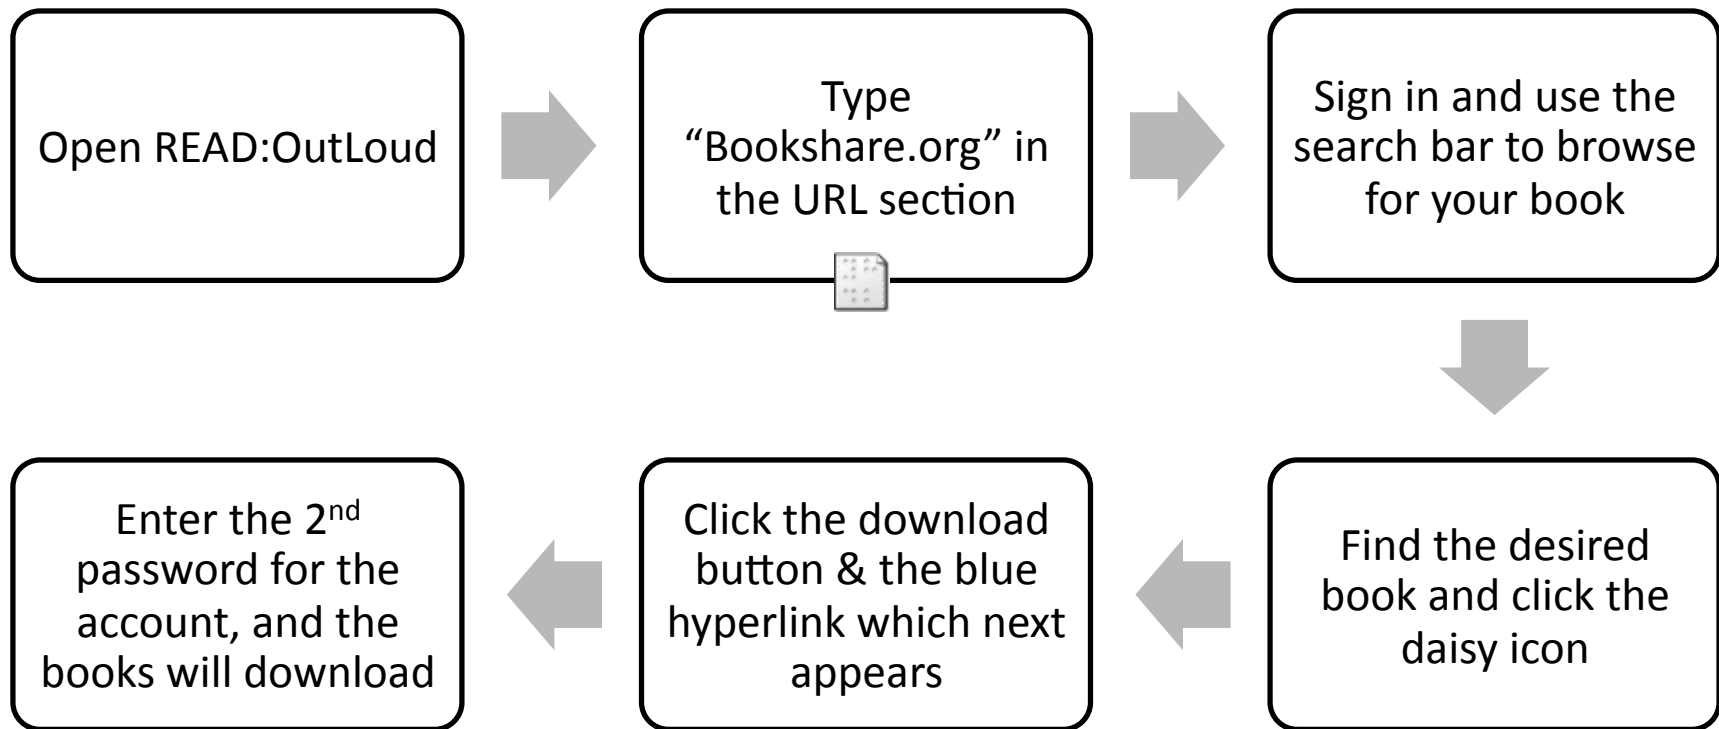 Open READ:OutLoud
Type
“Bookshare.org” in
the URL section
Sign in and use the
search bar to browse
for your book
Find the desired
book and click the
daisy icon
Click the download
button & the blue
hyperlink which next
appears
Enter the 2nd
password for the
account, and the
books will download